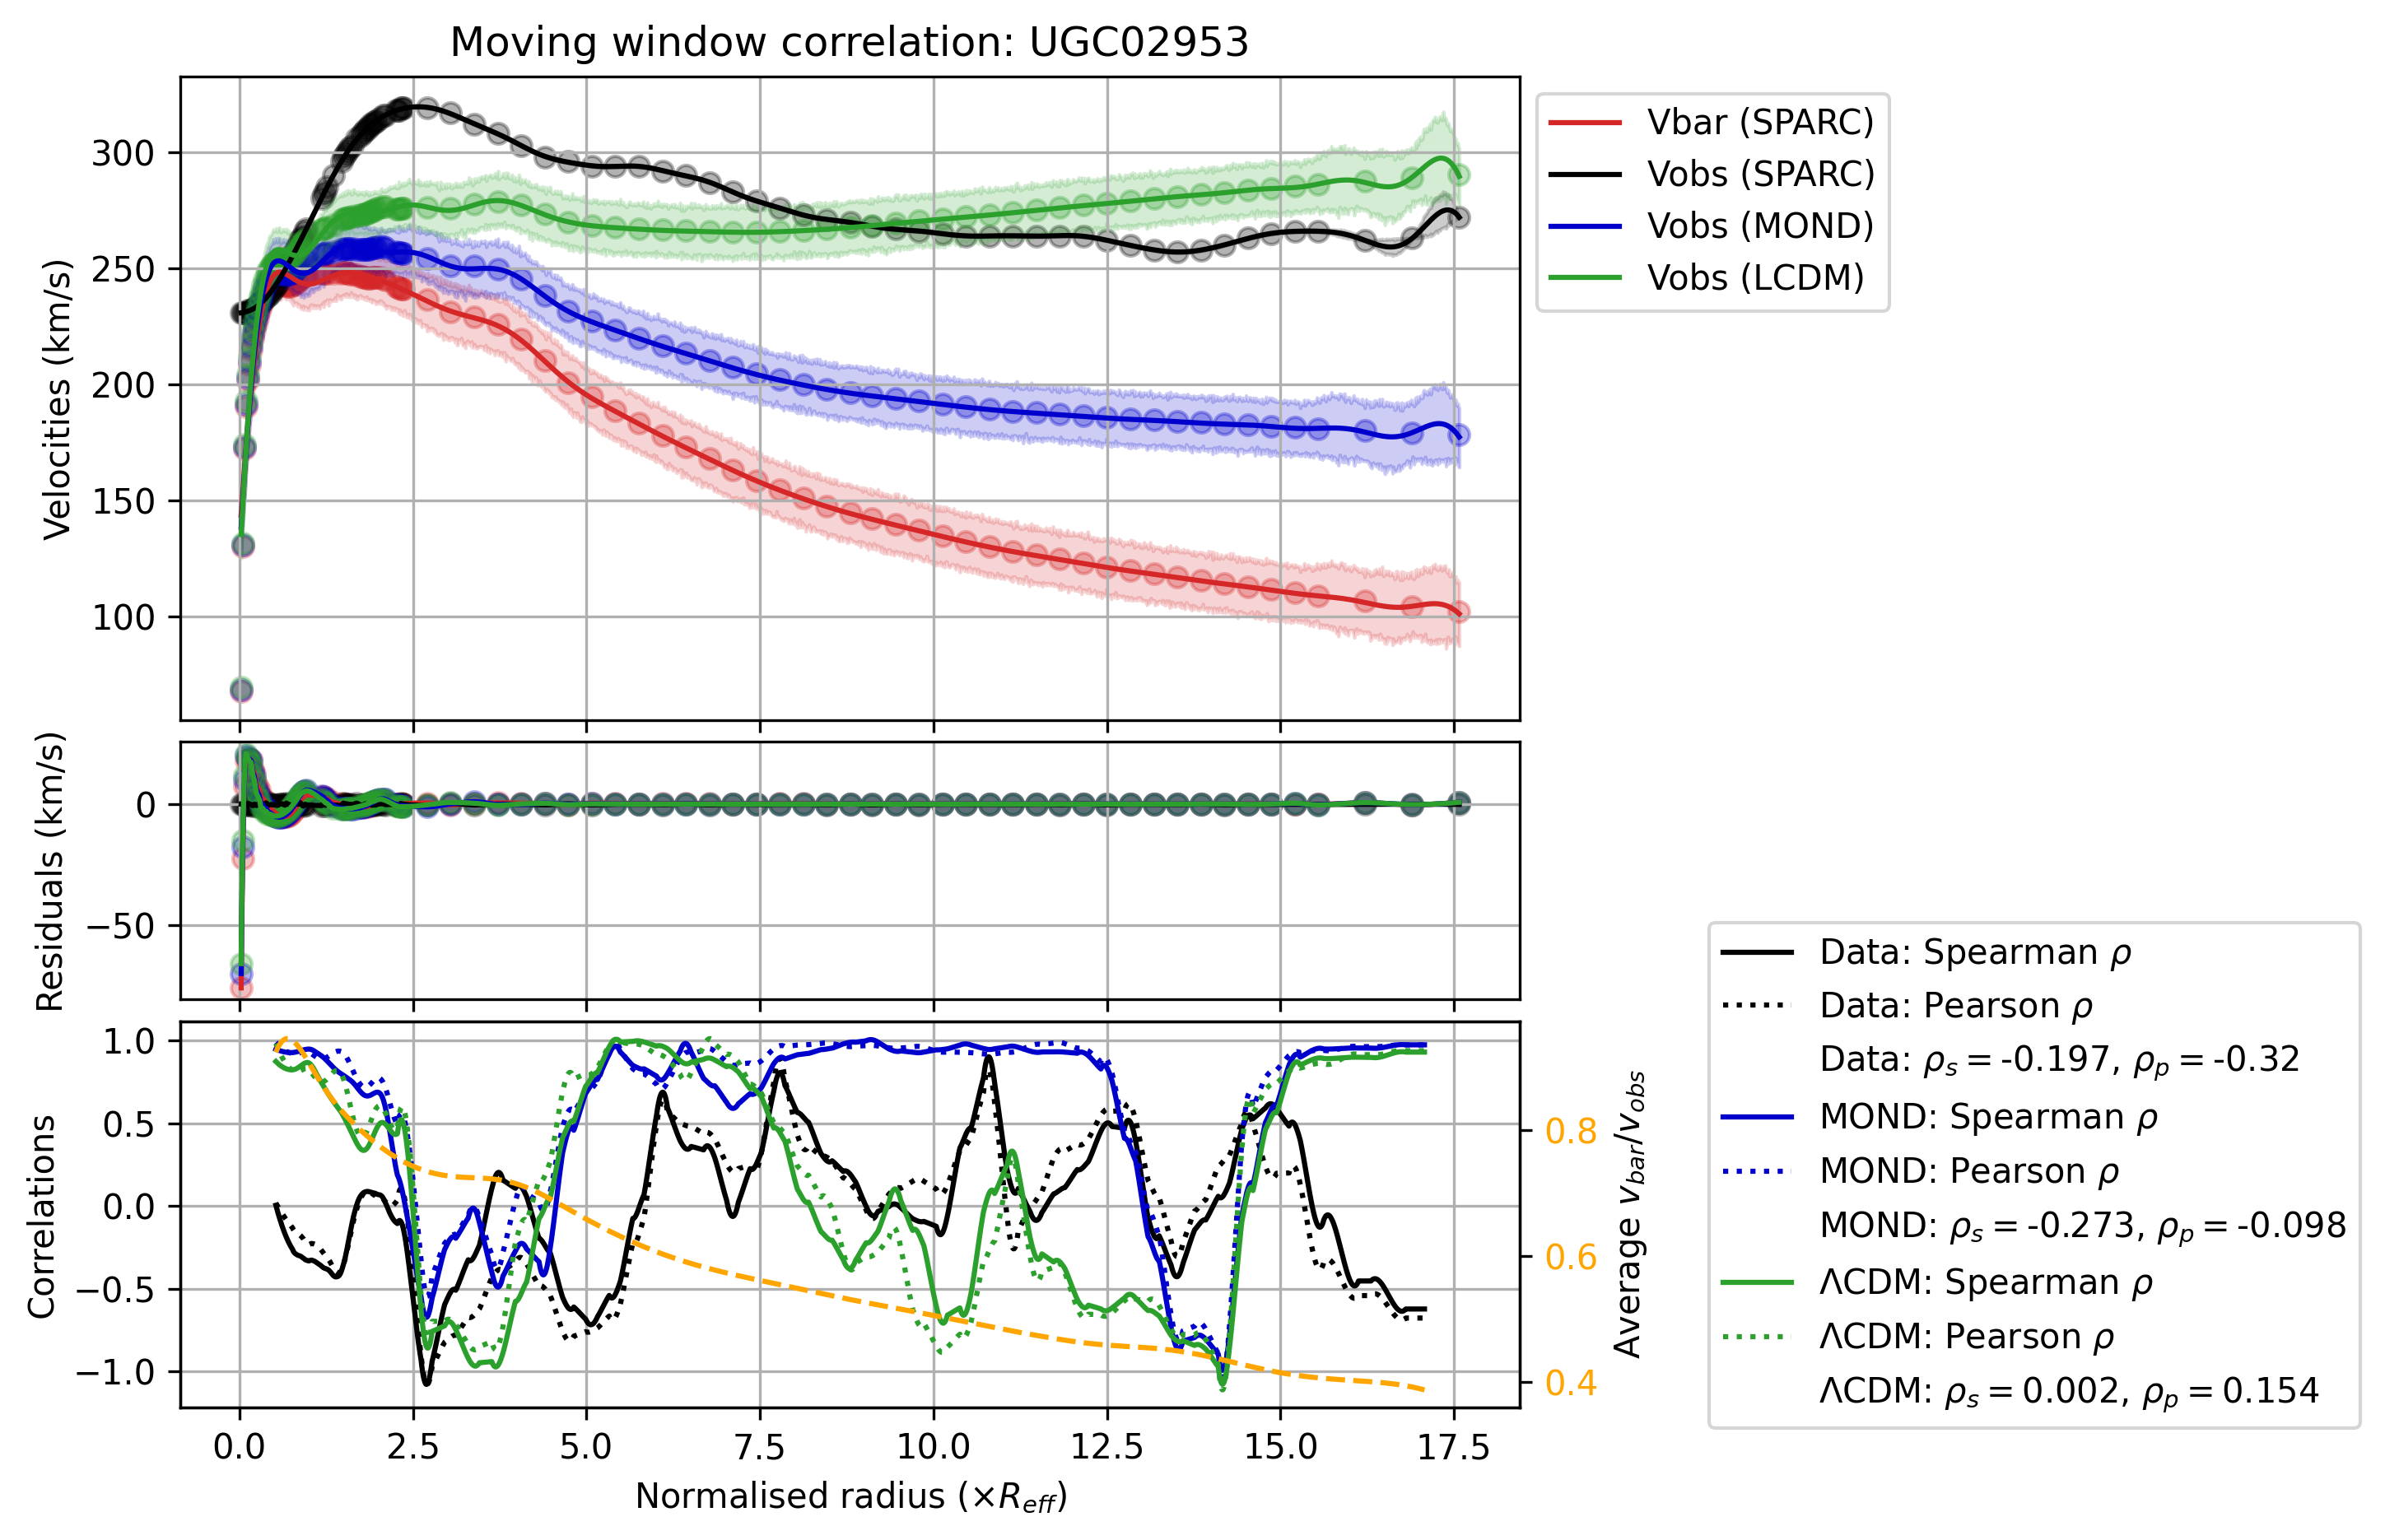 Moving window correlation: UGC02953
Velocities (km/s)
300
250
200
150
100
Vbar (SPARC)
Vobs (SPARC)
Vobs (MOND)
Vobs (LCDM)
Residuals (km/s)
0
−50
Correlations
1.0
0.5
0.0
−0.5
−1.0
0.8
0.6
0.4
Average v_bar/v_obs
0.0 2.5 5.0 7.5 10.0 12.5 15.0 17.5
Normalised radius (×R_eff)
Data: Spearman ρ
Data: Pearson ρ
Data: ρ_s = -0.197, ρ_p = -0.32
MOND: Spearman ρ
MOND: Pearson ρ
MOND: ρ_s = -0.273, ρ_p = -0.098
ΛCDM: Spearman ρ
ΛCDM: Pearson ρ
ΛCDM: ρ_s = 0.002, ρ_p = 0.154